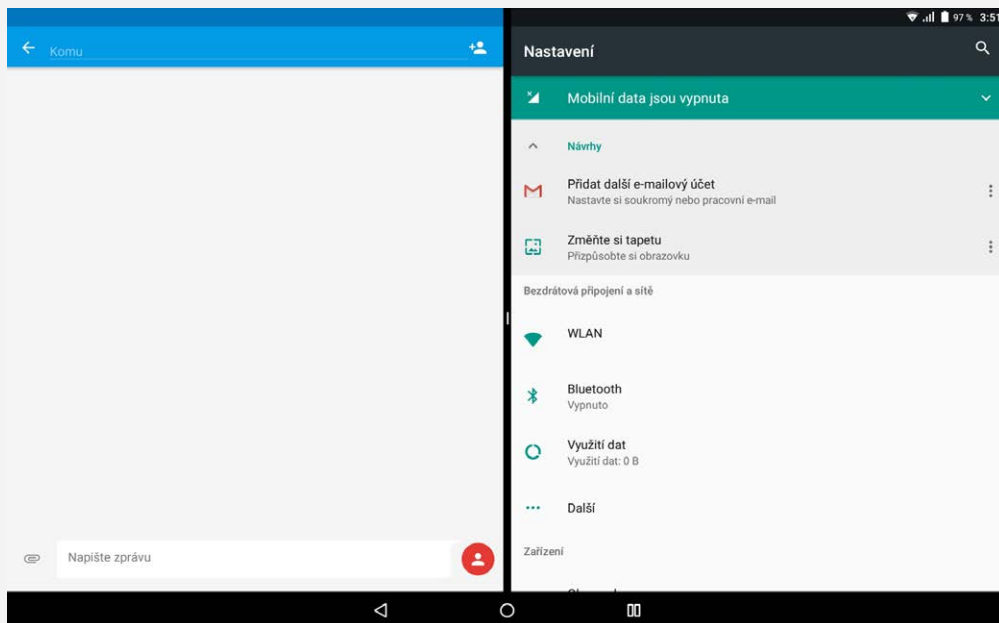 97 % 3:51
Komu
Nastavení
Mobilní data jsou vypnuta
Návrhy
Přidat další e-mailový účet
Nastavte si soukromý nebo pracovní e-mail
Změňte si tapetu
Přizpůsobte si obrazovku
Bezdrátová připojení a sítě
WLAN
Bluetooth
Vypnuto
Využití dat
Využití dat: 0 B
Další
Zařízení
Napište zprávu